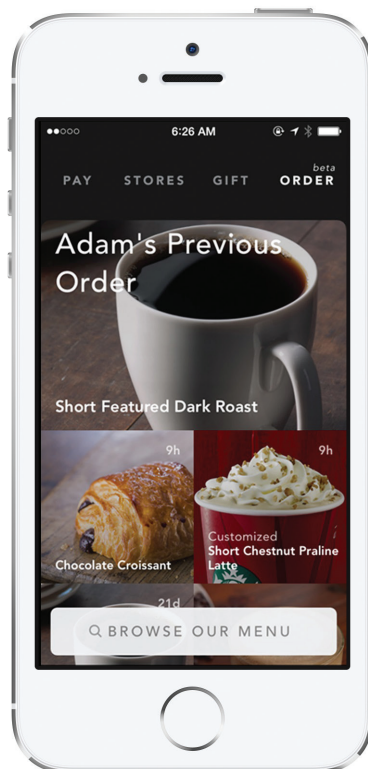 6:26 AM
beta
PAY STORES GIFT ORDER
Adam's Previous
Order
Short Featured Dark Roast
9h
Chocolate Croissant
9h
Customized
Short Chestnut Praline
Latte
21d
BROWSE OUR MENU